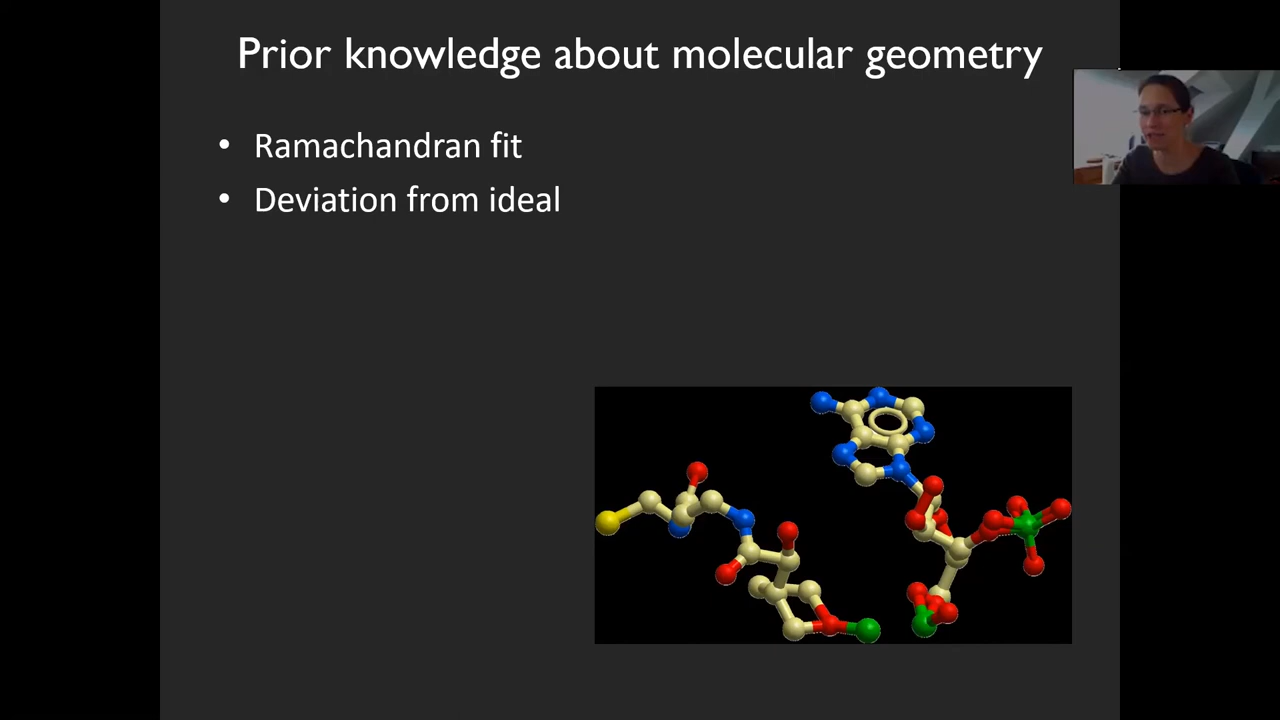 Prior knowledge about molecular geometry
• Ramachandran fit
• Deviation from ideal